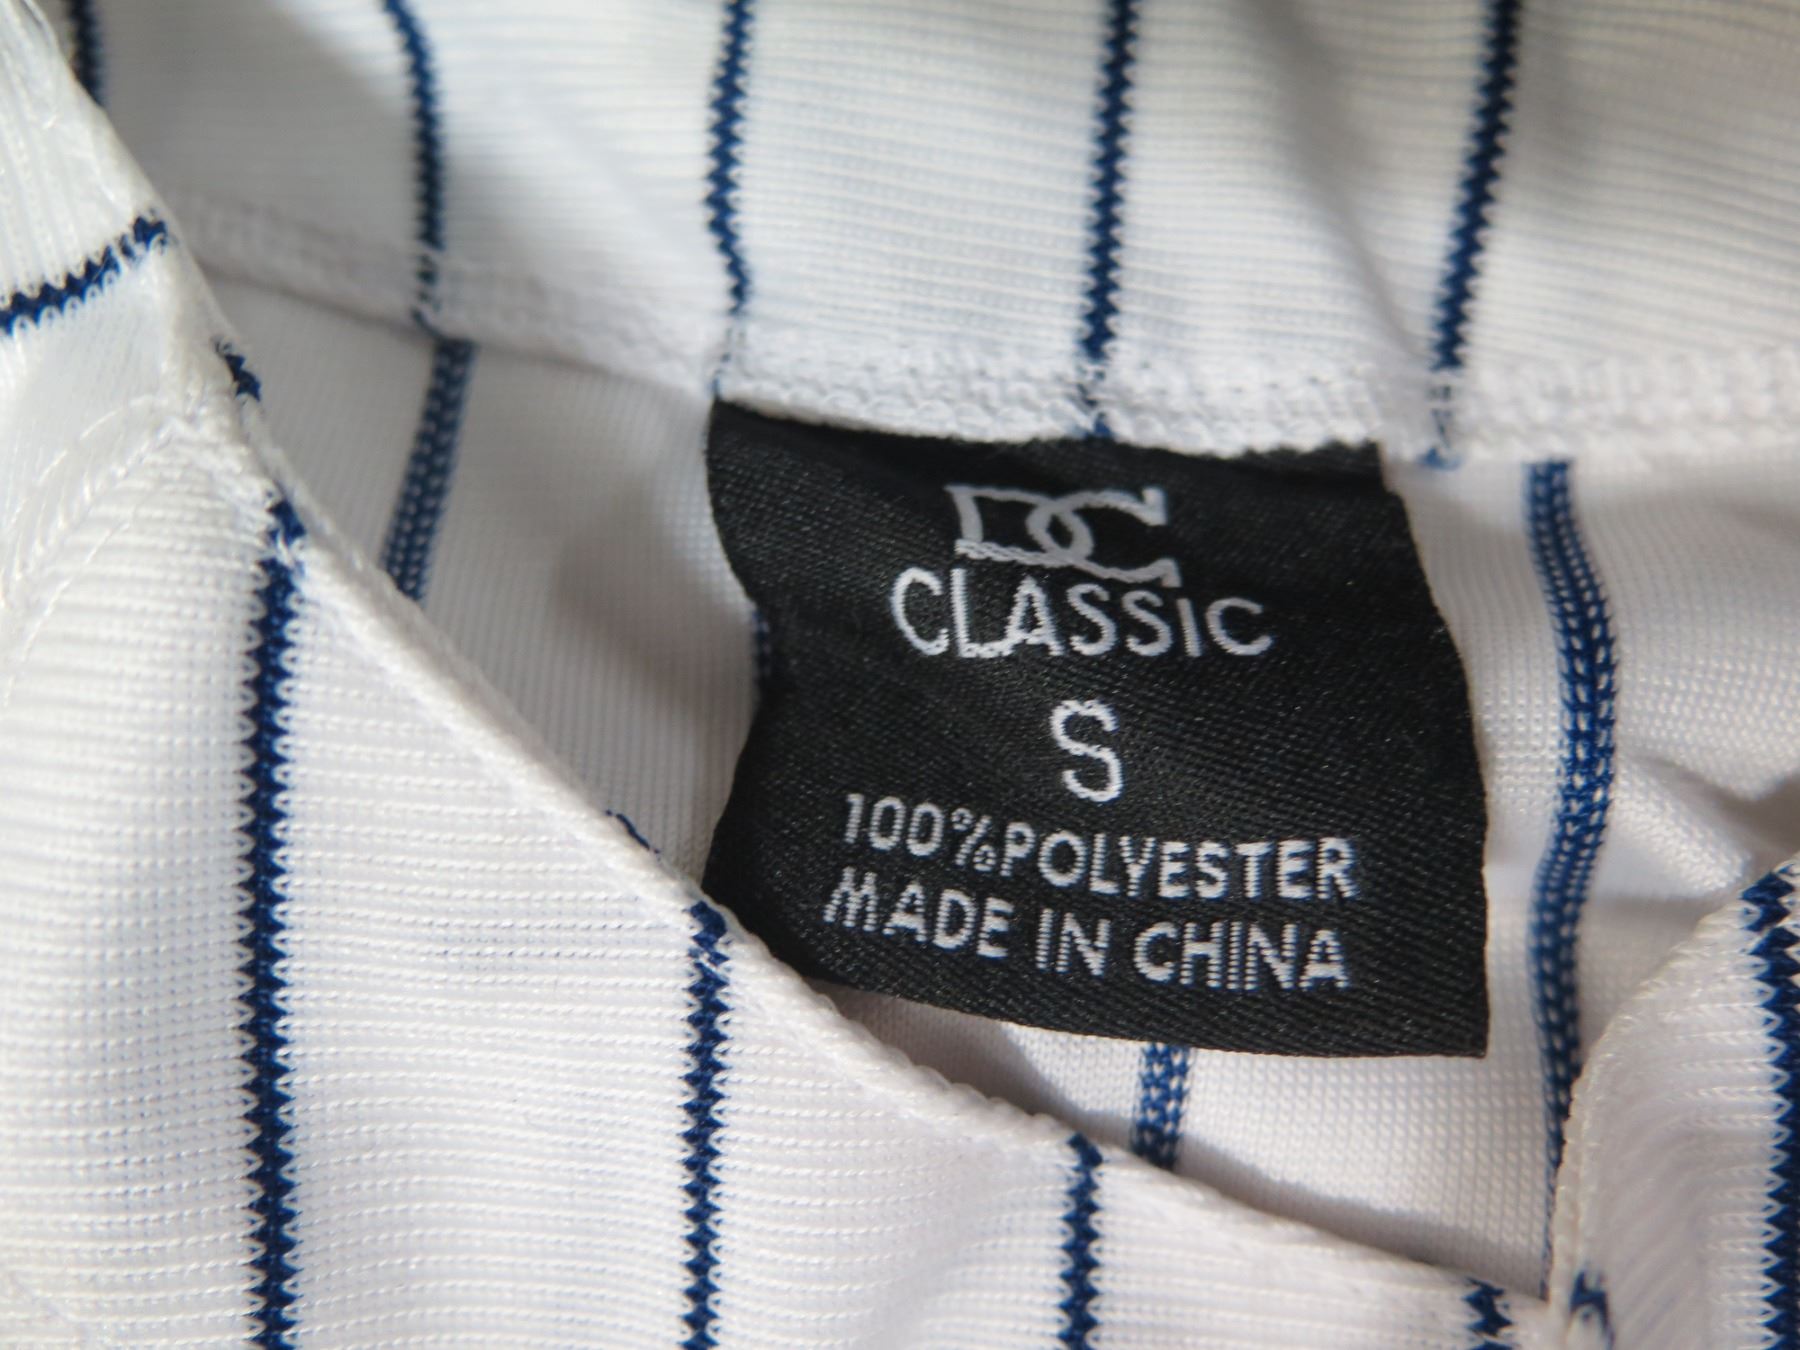 DC
CLASSIC
S
100%POLYESTER
MADE IN CHINA